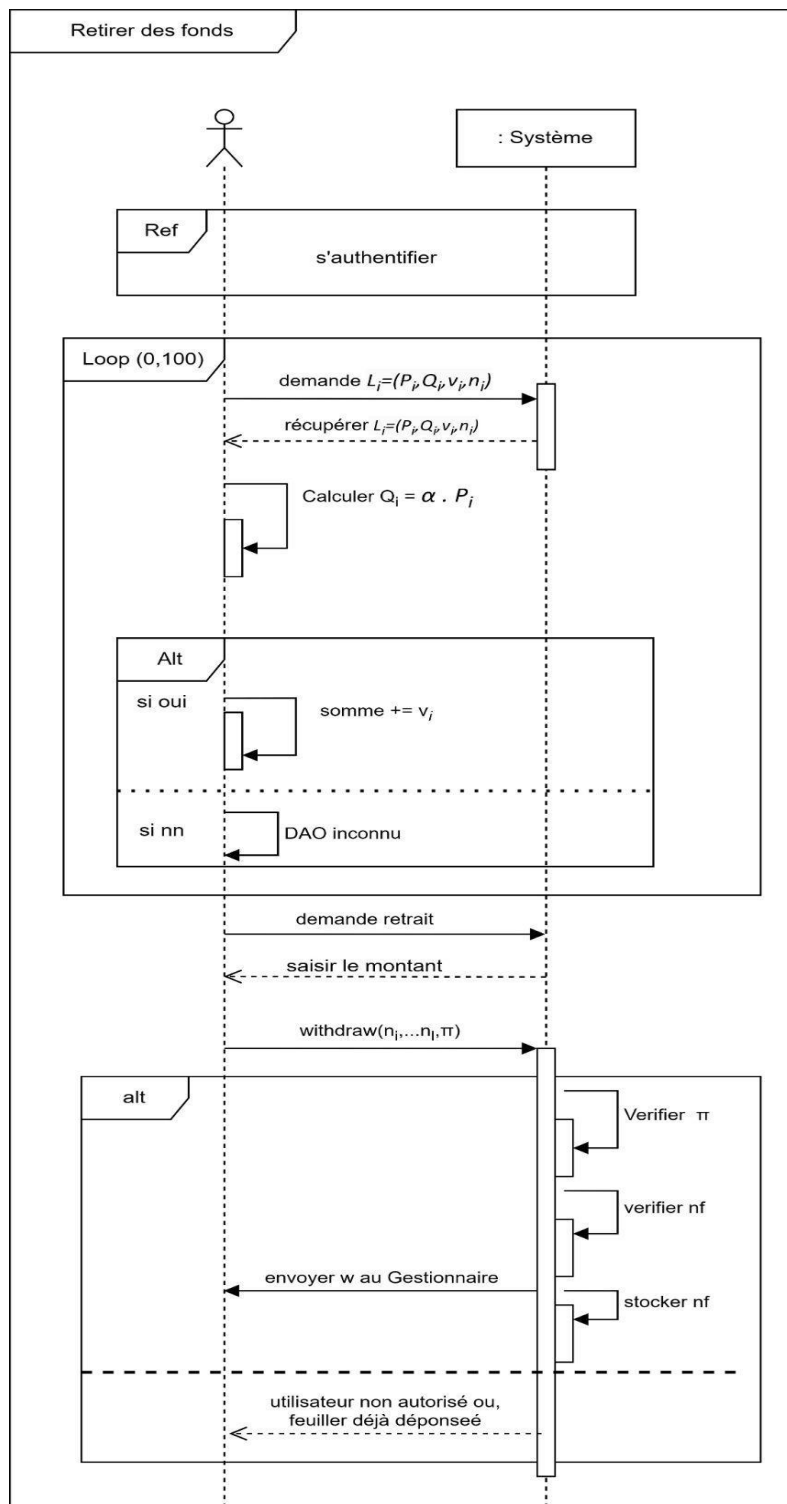 Retirer des fonds
: Système
Ref
s'authentifier
Loop (0,100)
demande Lᵢ=(Pᵢ,Qᵢ,vᵢ,nᵢ)
récupérer Lᵢ=(Pᵢ,Qᵢ,vᵢ,nᵢ)
Calculer Qᵢ = α . Pᵢ
Alt
si oui
somme += vᵢ
si nn
DAO inconnu
demande retrait
saisir le montant
withdraw(nᵢ,...nₗ,π)
alt
Verifier π
verifier nf
envoyer w au Gestionnaire
stocker nf
utilisateur non autorisé ou,
feuiller déjà déponseé